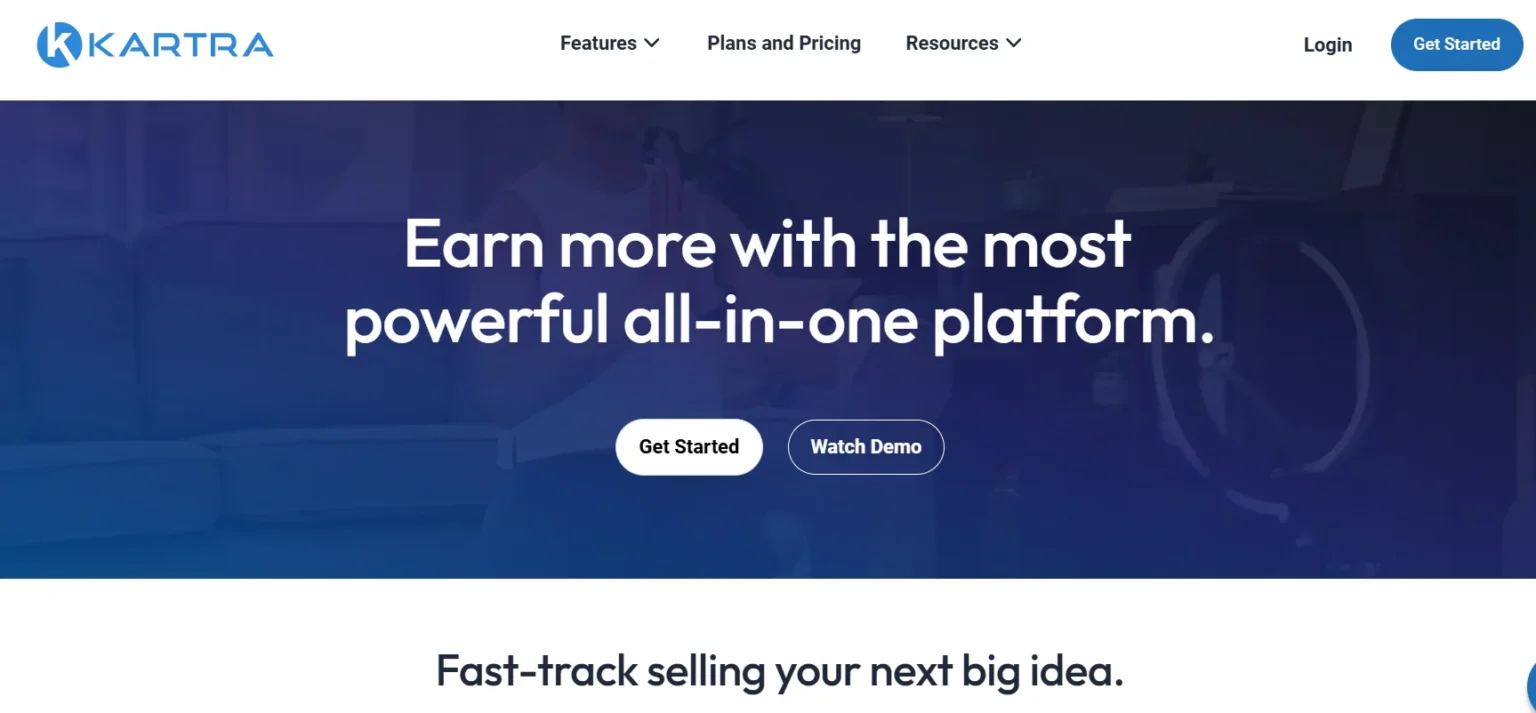 KARTRA
Features
Plans and Pricing
Resources
Login
Get Started
Earn more with the most
powerful all-in-one platform.
Get Started
Watch Demo
Fast-track selling your next big idea.